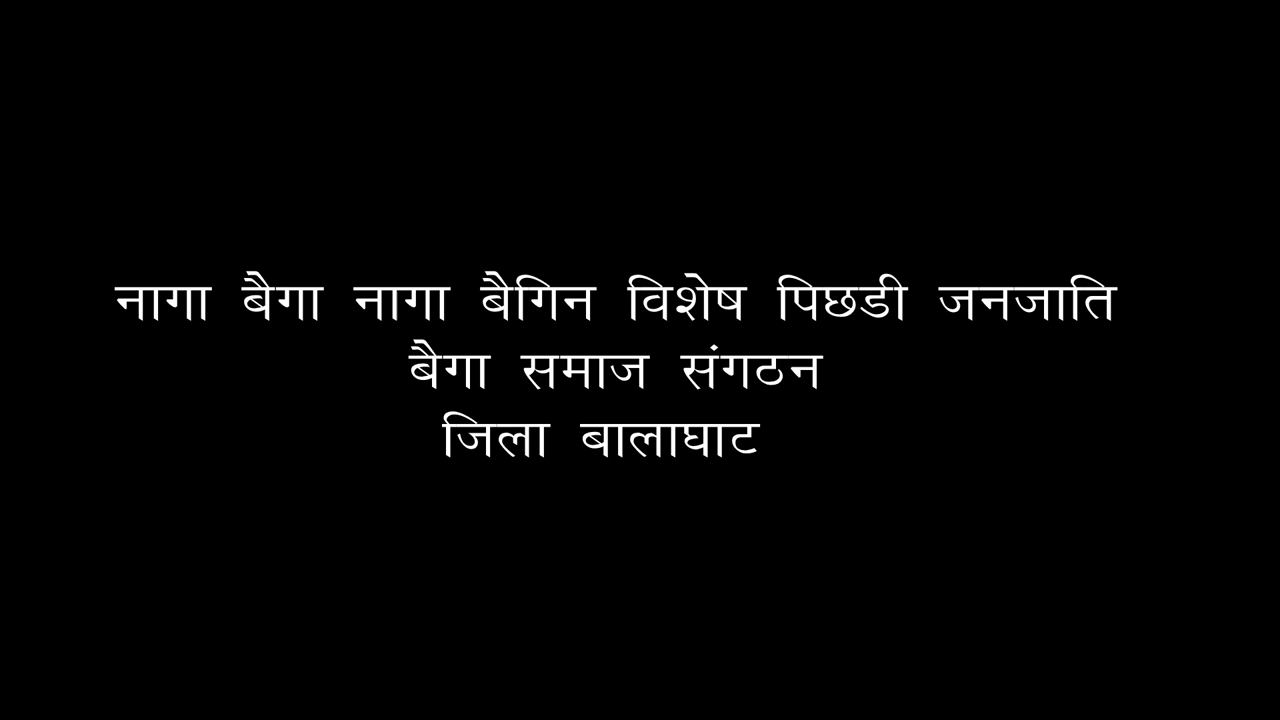 नागा बैगा नागा बैगिन विशेष पिछडी जनजाति
बैगा समाज संगठन
जिला बालाघाट